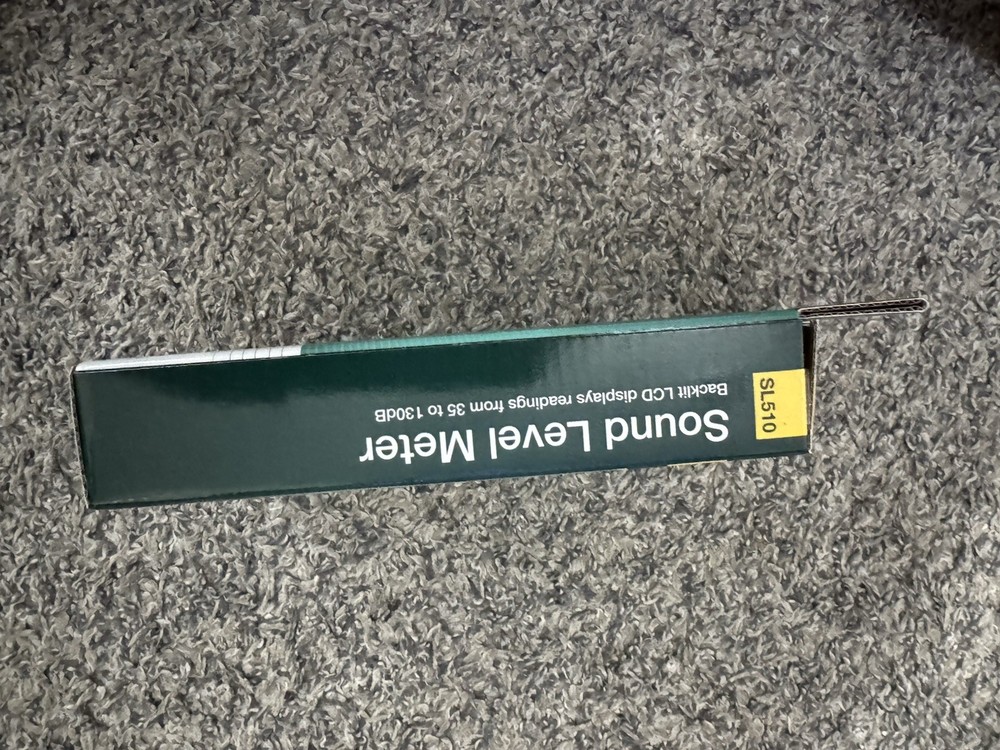 SL510
Sound Level Meter
Backlit LCD displays readings from 35 to 130dB